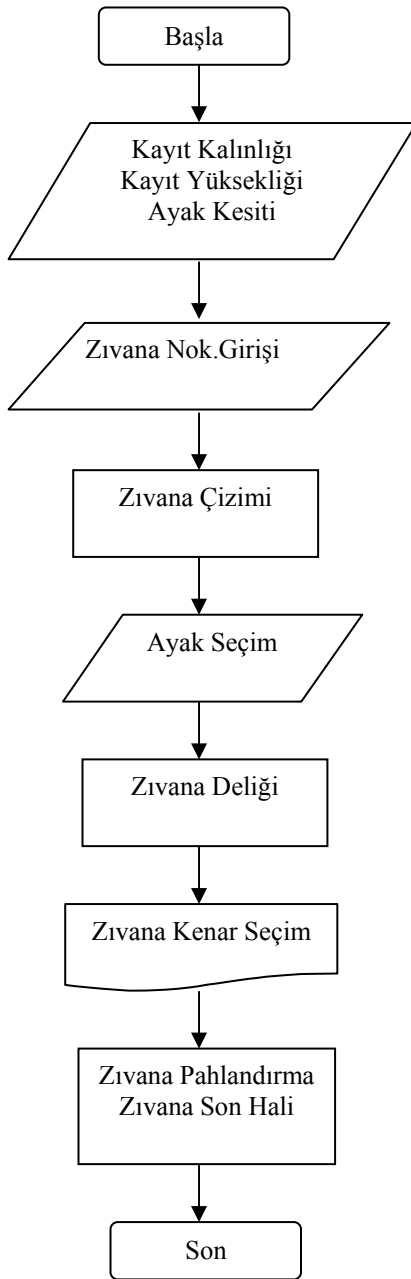 Başla
Kayıt Kalınlığı
Kayıt Yüksekliği
Ayak Kesiti
Zıvana Nok.Girişi
Zıvana Çizimi
Ayak Seçim
Zıvana Deliği
Zıvana Kenar Seçim
Zıvana Pahlandırma
Zıvana Son Hali
Son